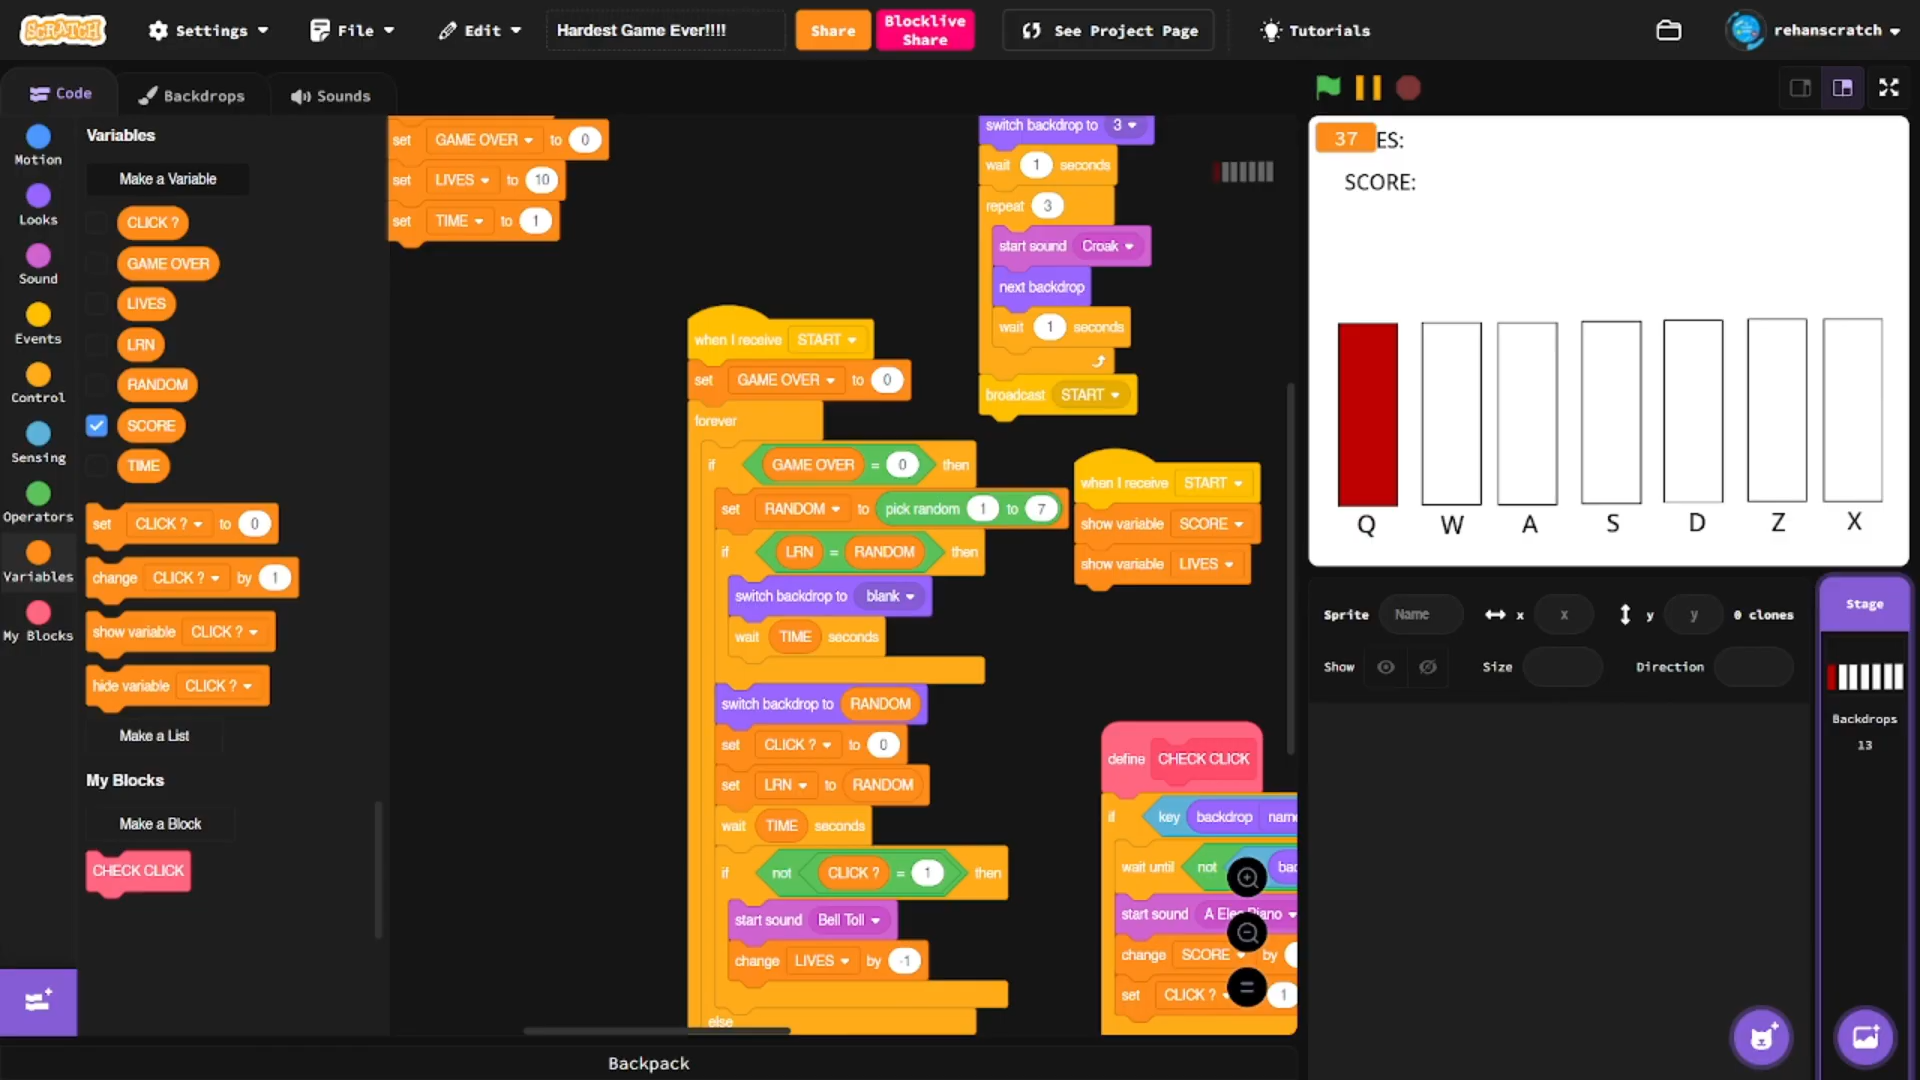 SCRATCH
Settings
File
Edit
Hardest Game Ever!!!!
Share
Blocklive Share
See Project Page
Tutorials
rehanscratch
Code
Backdrops
Sounds
Motion
Looks
Sound
Events
Control
Sensing
Operators
Variables
My Blocks
Variables
Make a Variable
CLICK ?
GAME OVER
LIVES
LRN
RANDOM
SCORE
TIME
set CLICK ? to 0
change CLICK ? by 1
show variable CLICK ?
hide variable CLICK ?
Make a List
My Blocks
Make a Block
CHECK CLICK
set GAME OVER to 0
set LIVES to 10
set TIME to 1
when I receive START
set GAME OVER to 0
forever
if GAME OVER = 0 then
set RANDOM to pick random 1 to 7
if LRN = RANDOM then
switch backdrop to blank
wait TIME seconds
switch backdrop to RANDOM
set CLICK ? to 0
set LRN to RANDOM
wait TIME seconds
if not CLICK ? = 1 then
start sound Bell Toll
change LIVES by -1
else
switch backdrop to 3
wait 1 seconds
repeat 3
start sound Croak
next backdrop
wait 1 seconds
broadcast START
when I receive START
show variable SCORE
show variable LIVES
define CHECK CLICK
if key backdrop name
wait until not bac
start sound A Elec Piano
change SCORE by
set CLICK ? 1
Backpack
37 ES:
SCORE:
Q W A S D Z X
Sprite Name x x y y 0 clones
Show Size Direction
Stage
Backdrops
13